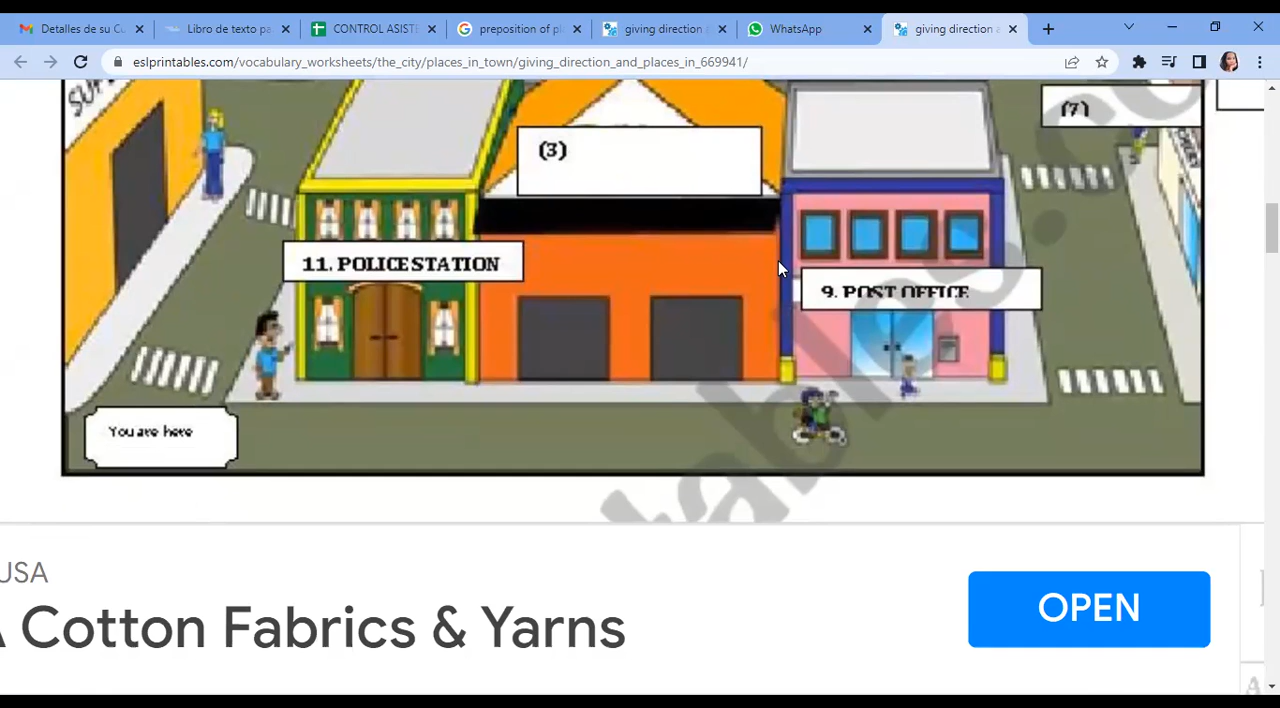 Detalles de su Cu
Libro de texto pa
CONTROL ASISTE
preposition of pl
giving direction a
WhatsApp
giving direction a
eslprintables.com/vocabulary_worksheets/the_city/places_in_town/giving_direction_and_places_in_669941/
(7)
(3)
11. POLICE STATION
9. POST OFFICE
You are here
USA
A Cotton Fabrics & Yarns
OPEN